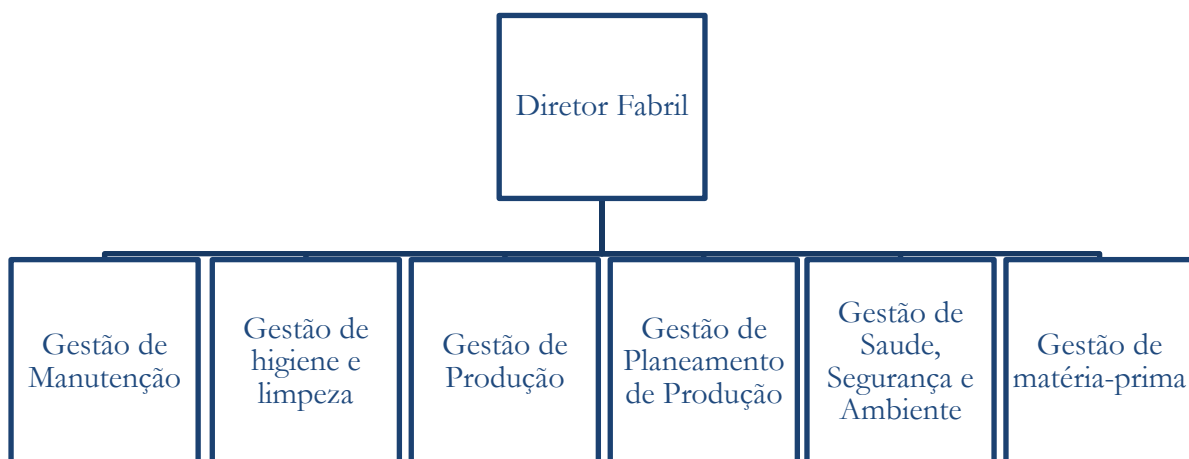 Diretor Fabril
Gestão de
Manutenção
Gestão de
higiene e
limpeza
Gestão de
Produção
Gestão de
Planeamento
de Produção
Gestão de
Saude,
Segurança e
Ambiente
Gestão de
matéria-prima